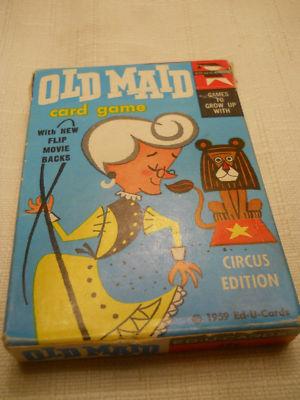 OLD MAID
card game
GAMES
TO
GROW UP
WITH
With NEW
FLIP
MOVIE
BACKS
CIRCUS
EDITION
© 1959 Ed-U-Cards
OLD MAID